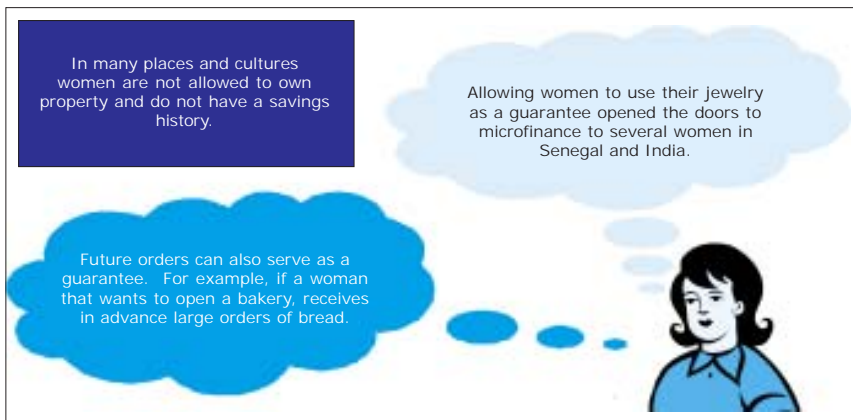 In many places and cultures
women are not allowed to own
property and do not have a savings
history.
Allowing women to use their jewelry
as a guarantee opened the doors to
microfinance to several women in
Senegal and India.
Future orders can also serve as a
guarantee. For example, if a woman
that wants to open a bakery, receives
in advance large orders of bread.